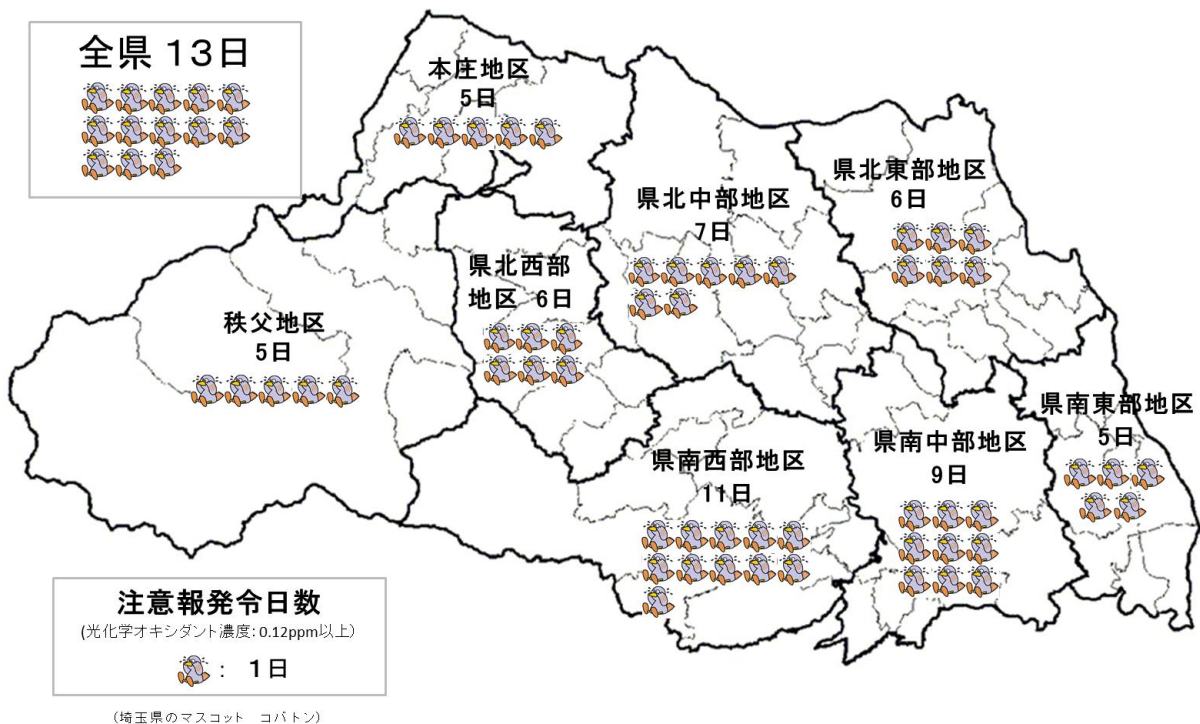 全県 13日
本庄地区
5日
県北東部地区
6日
県北中部地区
7日
県北西部
地区 6日
秩父地区
5日
県南東部地区
5日
県南中部地区
9日
県南西部地区
11日
注意報発令日数
(光化学オキシダント濃度:0.12ppm以上)
: 1日
(埼玉県のマスコット コバトン)